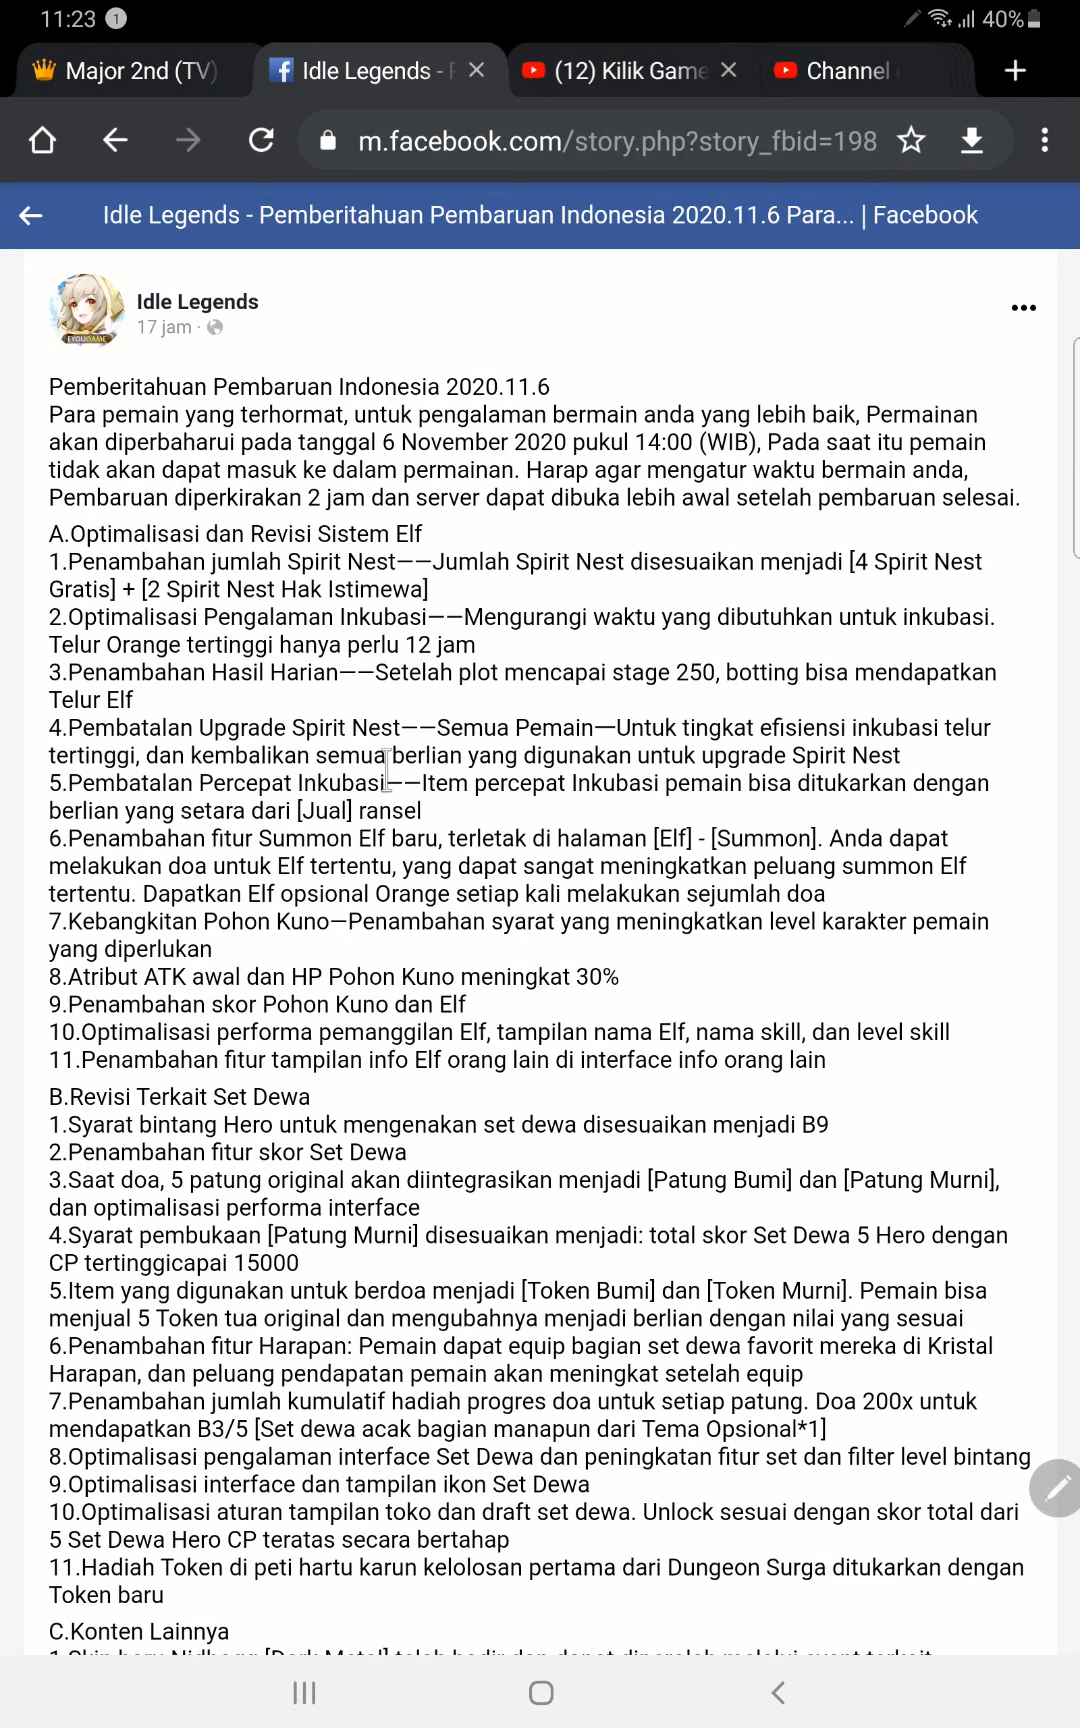 11:23 1 40%
Major 2nd (TV) Idle Legends - F (12) Kilik Game Channel
m.facebook.com/story.php?story_fbid=198
Idle Legends - Pemberitahuan Pembaruan Indonesia 2020.11.6 Para... | Facebook
EYOUGAME
Idle Legends
17 jam ·
Pemberitahuan Pembaruan Indonesia 2020.11.6
Para pemain yang terhormat, untuk pengalaman bermain anda yang lebih baik, Permainan
akan diperbaharui pada tanggal 6 November 2020 pukul 14:00 (WIB), Pada saat itu pemain
tidak akan dapat masuk ke dalam permainan. Harap agar mengatur waktu bermain anda,
Pembaruan diperkirakan 2 jam dan server dapat dibuka lebih awal setelah pembaruan selesai.
A.Optimalisasi dan Revisi Sistem Elf
1.Penambahan jumlah Spirit Nest——Jumlah Spirit Nest disesuaikan menjadi [4 Spirit Nest
Gratis] + [2 Spirit Nest Hak Istimewa]
2.Optimalisasi Pengalaman Inkubasi——Mengurangi waktu yang dibutuhkan untuk inkubasi.
Telur Orange tertinggi hanya perlu 12 jam
3.Penambahan Hasil Harian——Setelah plot mencapai stage 250, botting bisa mendapatkan
Telur Elf
4.Pembatalan Upgrade Spirit Nest——Semua Pemain—Untuk tingkat efisiensi inkubasi telur
tertinggi, dan kembalikan semua berlian yang digunakan untuk upgrade Spirit Nest
5.Pembatalan Percepat Inkubasi——Item percepat Inkubasi pemain bisa ditukarkan dengan
berlian yang setara dari [Jual] ransel
6.Penambahan fitur Summon Elf baru, terletak di halaman [Elf] - [Summon]. Anda dapat
melakukan doa untuk Elf tertentu, yang dapat sangat meningkatkan peluang summon Elf
tertentu. Dapatkan Elf opsional Orange setiap kali melakukan sejumlah doa
7.Kebangkitan Pohon Kuno—Penambahan syarat yang meningkatkan level karakter pemain
yang diperlukan
8.Atribut ATK awal dan HP Pohon Kuno meningkat 30%
9.Penambahan skor Pohon Kuno dan Elf
10.Optimalisasi performa pemanggilan Elf, tampilan nama Elf, nama skill, dan level skill
11.Penambahan fitur tampilan info Elf orang lain di interface info orang lain
B.Revisi Terkait Set Dewa
1.Syarat bintang Hero untuk mengenakan set dewa disesuaikan menjadi B9
2.Penambahan fitur skor Set Dewa
3.Saat doa, 5 patung original akan diintegrasikan menjadi [Patung Bumi] dan [Patung Murni],
dan optimalisasi performa interface
4.Syarat pembukaan [Patung Murni] disesuaikan menjadi: total skor Set Dewa 5 Hero dengan
CP tertinggicapai 15000
5.Item yang digunakan untuk berdoa menjadi [Token Bumi] dan [Token Murni]. Pemain bisa
menjual 5 Token tua original dan mengubahnya menjadi berlian dengan nilai yang sesuai
6.Penambahan fitur Harapan: Pemain dapat equip bagian set dewa favorit mereka di Kristal
Harapan, dan peluang pendapatan pemain akan meningkat setelah equip
7.Penambahan jumlah kumulatif hadiah progres doa untuk setiap patung. Doa 200x untuk
mendapatkan B3/5 [Set dewa acak bagian manapun dari Tema Opsional*1]
8.Optimalisasi pengalaman interface Set Dewa dan peningkatan fitur set dan filter level bintang
9.Optimalisasi interface dan tampilan ikon Set Dewa
10.Optimalisasi aturan tampilan toko dan draft set dewa. Unlock sesuai dengan skor total dari
5 Set Dewa Hero CP teratas secara bertahap
11.Hadiah Token di peti hartu karun kelolosan pertama dari Dungeon Surga ditukarkan dengan
Token baru
C.Konten Lainnya